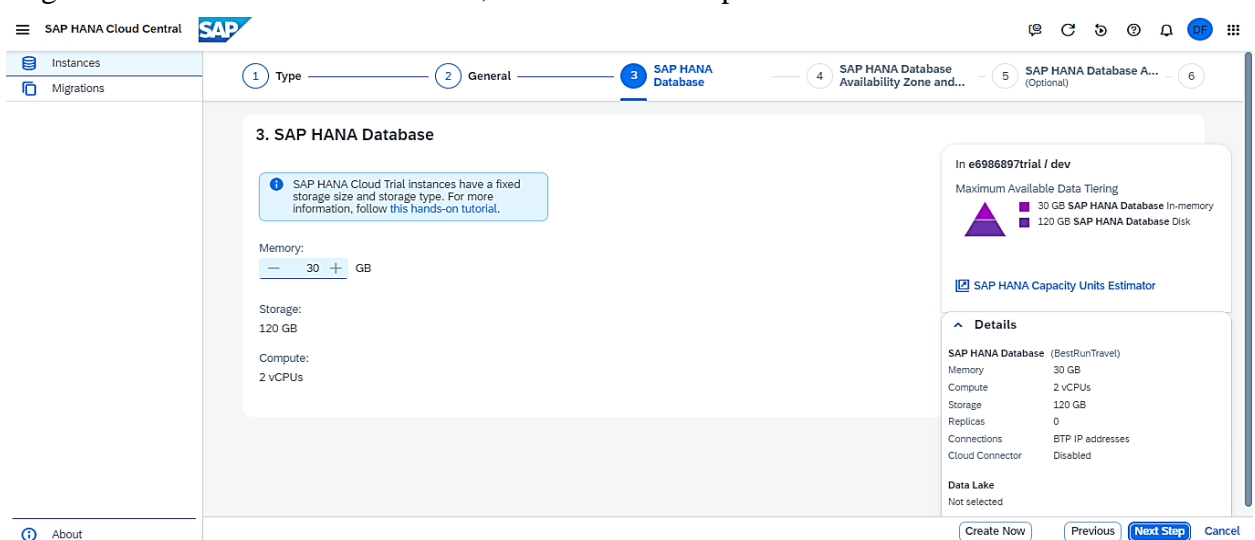 SAP HANA Cloud Central
SAP
DF
Instances
Migrations
1 Type
2 General
3 SAP HANA Database
4 SAP HANA Database Availability Zone and...
5 SAP HANA Database A... (Optional)
6
3. SAP HANA Database
SAP HANA Cloud Trial instances have a fixed
storage size and storage type. For more
information, follow this hands-on tutorial.
Memory:
— 30 + GB
Storage:
120 GB
Compute:
2 vCPUs
In e6986897trial / dev
Maximum Available Data Tiering
30 GB SAP HANA Database In-memory
120 GB SAP HANA Database Disk
SAP HANA Capacity Units Estimator
Details
SAP HANA Database (BestRunTravel)
Memory 30 GB
Compute 2 vCPUs
Storage 120 GB
Replicas 0
Connections BTP IP addresses
Cloud Connector Disabled
Data Lake
Not selected
About
Create Now Previous Next Step Cancel